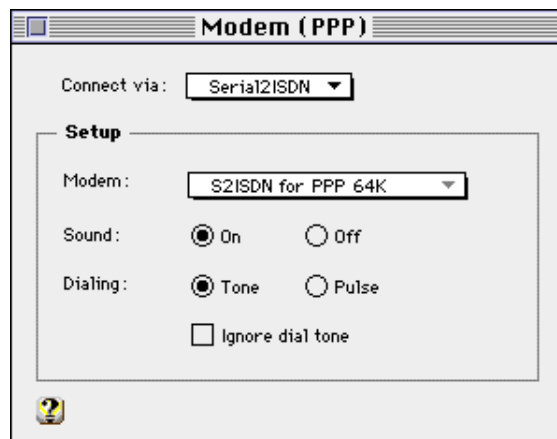 Modem (PPP)
Connect via: Serial2ISDN
Setup
Modem: S2ISDN for PPP 64K
Sound: On Off
Dialing: Tone Pulse
Ignore dial tone
?